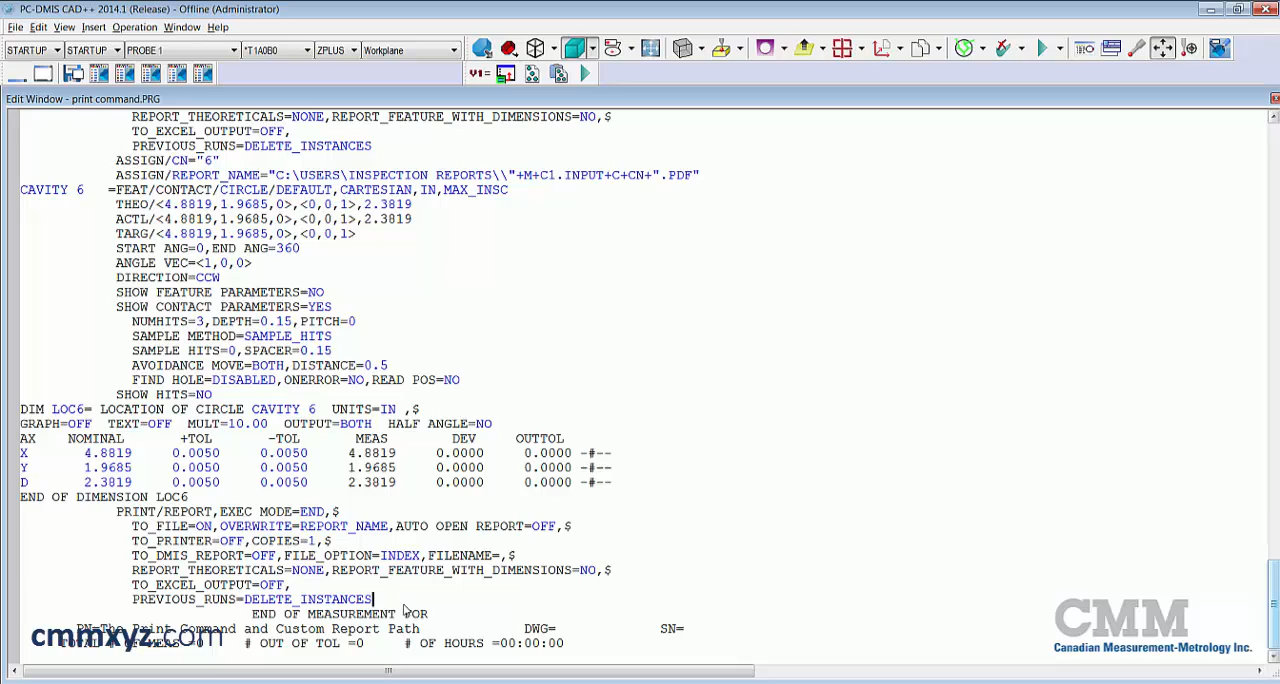 PC-DMIS CAD++ 2014.1 (Release) - Offline (Administrator)
File Edit View Insert Operation Window Help
STARTUP STARTUP PROBE 1 *T1A0B0 ZPLUS Workplane
V1=
Edit Window - print command.PRG
REPORT_THEORETICALS=NONE,REPORT_FEATURE_WITH_DIMENSIONS=NO,$
TO_EXCEL_OUTPUT=OFF,
PREVIOUS_RUNS=DELETE_INSTANCES
ASSIGN/CN="6"
ASSIGN/REPORT_NAME="C:\USERS\INSPECTION REPORTS\\"+M+C1.INPUT+C+CN+".PDF"
CAVITY 6 =FEAT/CONTACT/CIRCLE/DEFAULT,CARTESIAN,IN,MAX_INSC
THEO/<4.8819,1.9685,0>,<0,0,1>,2.3819
ACTL/<4.8819,1.9685,0>,<0,0,1>,2.3819
TARG/<4.8819,1.9685,0>,<0,0,1>
START ANG=0,END ANG=360
ANGLE VEC=<1,0,0>
DIRECTION=CCW
SHOW FEATURE PARAMETERS=NO
SHOW CONTACT PARAMETERS=YES
NUMHITS=3,DEPTH=0.15,PITCH=0
SAMPLE METHOD=SAMPLE_HITS
SAMPLE HITS=0,SPACER=0.15
AVOIDANCE MOVE=BOTH,DISTANCE=0.5
FIND HOLE=DISABLED,ONERROR=NO,READ POS=NO
SHOW HITS=NO
DIM LOC6= LOCATION OF CIRCLE CAVITY 6 UNITS=IN ,$
GRAPH=OFF TEXT=OFF MULT=10.00 OUTPUT=BOTH HALF ANGLE=NO
AX NOMINAL +TOL -TOL MEAS DEV OUTTOL
X 4.8819 0.0050 0.0050 4.8819 0.0000 0.0000 -#--
Y 1.9685 0.0050 0.0050 1.9685 0.0000 0.0000 -#--
D 2.3819 0.0050 0.0050 2.3819 0.0000 0.0000 -#--
END OF DIMENSION LOC6
PRINT/REPORT,EXEC MODE=END,$
TO_FILE=ON,OVERWRITE=REPORT_NAME,AUTO OPEN REPORT=OFF,$
TO_PRINTER=OFF,COPIES=1,$
TO_DMIS_REPORT=OFF,FILE_OPTION=INDEX,FILENAME=,$
REPORT_THEORETICALS=NONE,REPORT_FEATURE_WITH_DIMENSIONS=NO,$
TO_EXCEL_OUTPUT=OFF,
PREVIOUS_RUNS=DELETE_INSTANCES
END OF MEASUREMENT FOR
PN=The Print Command and Custom Report Path DWG= SN=
TOTAL # OF MEAS =0 # OUT OF TOL =0 # OF HOURS =00:00:00
cmmxyz.com
CMM
Canadian Measurement-Metrology Inc.